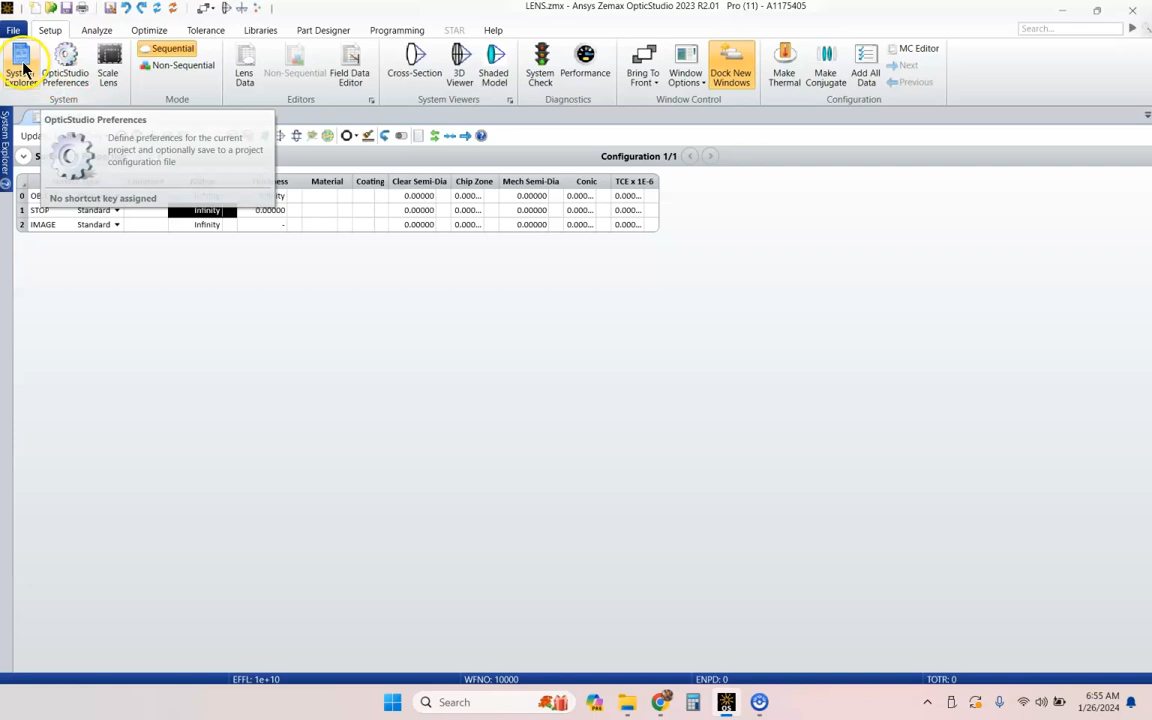 LENS.zmx - Ansys Zemax OpticStudio 2023 R2.01 Pro (11) - A1175405
File Setup Analyze Optimize Tolerance Libraries Part Designer Programming STAR Help Search...
System Explorer
OpticStudio Preferences
Scale Lens
Sequential
Non-Sequential
Lens Data
Non-Sequential
Field Data Editor
Cross-Section
3D Viewer
Shaded Model
System Check
Performance
Bring To Front
Window Options
Dock New Windows
Make Thermal
Make Conjugate
Add All Data
MC Editor
Next
Previous
System Mode Editors System Viewers Diagnostics Window Control Configuration
System Explorer
OpticStudio Preferences
Define preferences for the current
project and optionally save to a project
configuration file
No shortcut key assigned
Configuration 1/1
Material Coating Clear Semi-Dia Chip Zone Mech Semi-Dia Conic TCE x 1E-6
0 0.00000 0.000... 0.00000 0.000... 0.000...
1 STOP Standard Infinity 0.00000 0.00000 0.000... 0.00000 0.000... 0.000...
2 IMAGE Standard Infinity - 0.00000 0.000... 0.00000 0.000... 0.000...
EFFL: 1e+10 WFNO: 10000 ENPD: 0 TOTR: 0
Search
OS
6:55 AM
1/26/2024